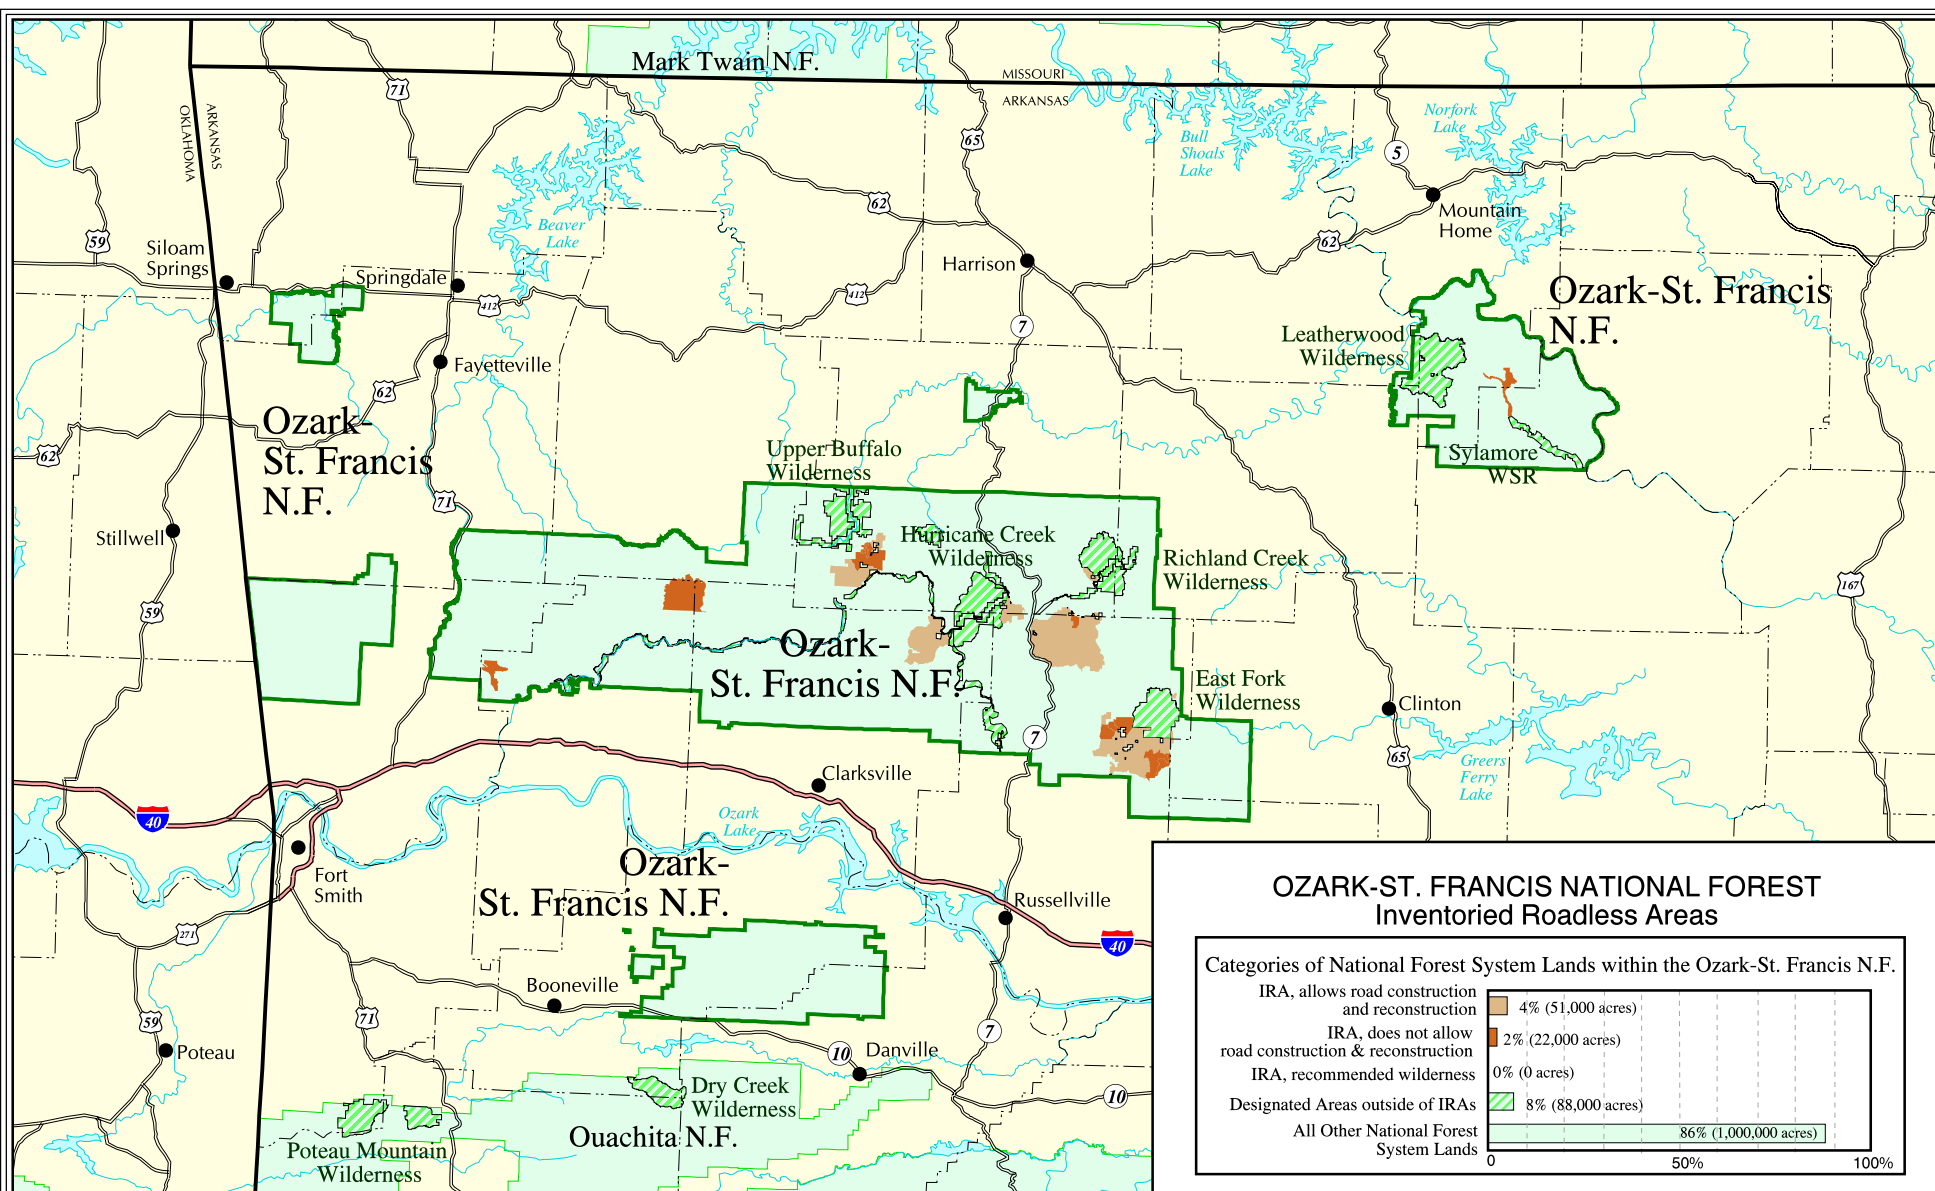 Mark Twain N.F.
MISSOURI
ARKANSAS
OKLAHOMA
ARKANSAS
71
65
62
59
5
Norfork
Lake
Bull
Shoals
Lake
Beaver
Lake
Mountain
Home
62
Siloam
Springs
Springdale
412
412
Harrison
7
Ozark-St. Francis
N.F.
Leatherwood
Wilderness
Fayetteville
62
Ozark-
St. Francis
N.F.
62
71
Upper Buffalo
Wilderness
Sylamore
WSR
Stillwell
Hurricane Creek
Wilderness
Richland Creek
Wilderness
59
167
Ozark-
St. Francis N.F.
East Fork
Wilderness
Clinton
7
65
Greers
Ferry
Lake
Clarksville
40
Ozark
Lake
Fort
Smith
Ozark-
St. Francis N.F.
Russellville
271
40
Booneville
59
71
Poteau
7
10
Danville
10
Dry Creek
Wilderness
Ouachita N.F.
Poteau Mountain
Wilderness
OZARK-ST. FRANCIS NATIONAL FOREST
Inventoried Roadless Areas
Categories of National Forest System Lands within the Ozark-St. Francis N.F.
IRA, allows road construction
and reconstruction
4% (51,000 acres)
IRA, does not allow
road construction & reconstruction
2% (22,000 acres)
IRA, recommended wilderness
0% (0 acres)
Designated Areas outside of IRAs
8% (88,000 acres)
All Other National Forest
System Lands
86% (1,000,000 acres)
0
50%
100%